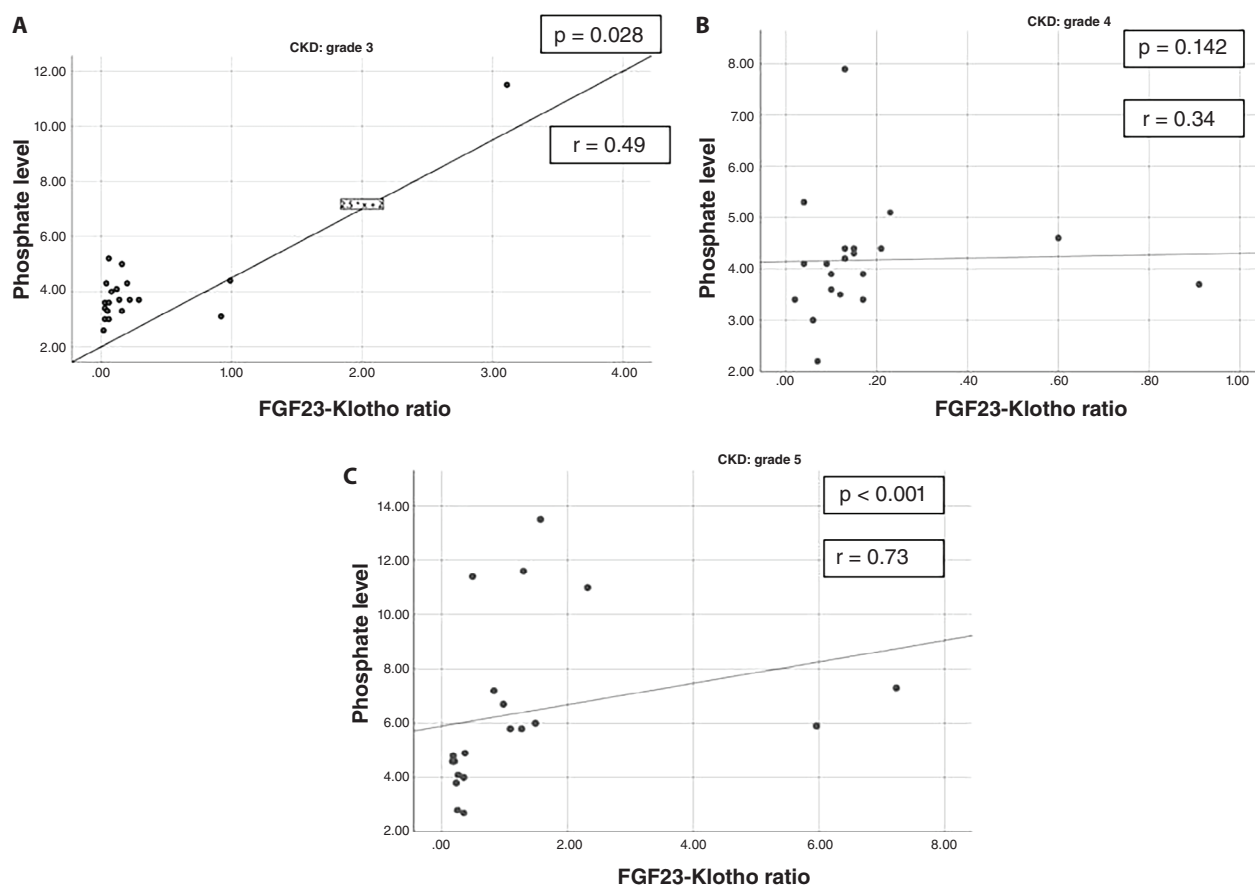 A
CKD: grade 3
p = 0.028
r = 0.49
Phosphate level
12.00
10.00
8.00
6.00
4.00
2.00
.00 1.00 2.00 3.00 4.00
FGF23-Klotho ratio
B
CKD: grade 4
p = 0.142
r = 0.34
Phosphate level
8.00
7.00
6.00
5.00
4.00
3.00
2.00
.00 .20 .40 .60 .80 1.00
FGF23-Klotho ratio
C
CKD: grade 5
p < 0.001
r = 0.73
Phosphate level
14.00
12.00
10.00
8.00
6.00
4.00
2.00
.00 2.00 4.00 6.00 8.00
FGF23-Klotho ratio